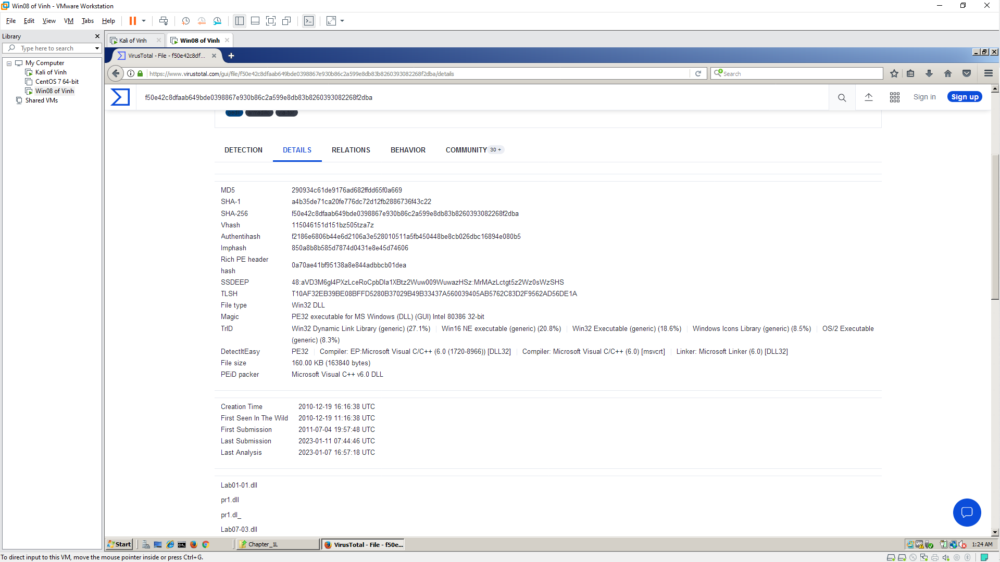 Win08 of Vinh - VMware Workstation
File Edit View VM Tabs Help
Library
Type here to search
My Computer
Kali of Vinh
CentOS 7 64-bit
Win08 of Vinh
Shared VMs
Kali of Vinh
Win08 of Vinh
VirusTotal - File - f50e42c8df...
https://www.virustotal.com/gui/file/f50e42c8dfaab649bde0398867e930b86c2a599e8db83b8260393082268f2dba/details
Search
f50e42c8dfaab649bde0398867e930b86c2a599e8db83b8260393082268f2dba
Sign in
Sign up
pedll armadillo via-tor
DETECTION DETAILS RELATIONS BEHAVIOR COMMUNITY 30 +
MD5 290934c61de9176ad682ffdd65f0a669
SHA-1 a4b35de71ca20fe776dc72d12fb2886736f43c22
SHA-256 f50e42c8dfaab649bde0398867e930b86c2a599e8db83b8260393082268f2dba
Vhash 115046151d151bz505tza7z
Authentihash f2186e6806b44e6d2106a3e528010511a5fb450448be8cb026dbc16894e080b5
Imphash 850a8b8b585d7874d0431e8e45d74606
Rich PE header
hash 0a70ae41bf95138a8e844adbbcb01dea
SSDEEP 48:aVD3M6gl4PXzLceRoCpbDla1XBtz2Wuw009WuwazHSz:MrMAzLctgt5z2Wz0sWzSHS
TLSH T10AF32EB39BE08BFFD5280B37029B49B33437A560039405AB5762C83D2F9562AD56DE1A
File type Win32 DLL
Magic PE32 executable for MS Windows (DLL) (GUI) Intel 80386 32-bit
TrID Win32 Dynamic Link Library (generic) (27.1%) Win16 NE executable (generic) (20.8%) Win32 Executable (generic) (18.6%) Windows Icons Library (generic) (8.5%) OS/2 Executable
(generic) (8.3%)
DetectItEasy PE32 Compiler: EP:Microsoft Visual C/C++ (6.0 (1720-8966)) [DLL32] Compiler: Microsoft Visual C/C++ (6.0) [msvcrt] Linker: Microsoft Linker (6.0) [DLL32]
File size 160.00 KB (163840 bytes)
PEiD packer Microsoft Visual C++ v6.0 DLL
Creation Time 2010-12-19 16:16:38 UTC
First Seen In The Wild 2010-12-19 11:16:38 UTC
First Submission 2011-07-04 19:57:48 UTC
Last Submission 2023-01-11 07:44:46 UTC
Last Analysis 2023-01-07 16:57:18 UTC
Lab01-01.dll
pr1.dll
pr1.dl_
Lab07-03.dll
Start
Chapter_1L
VirusTotal - File - f50e...
1:24 AM
To direct input to this VM, move the mouse pointer inside or press Ctrl+G.